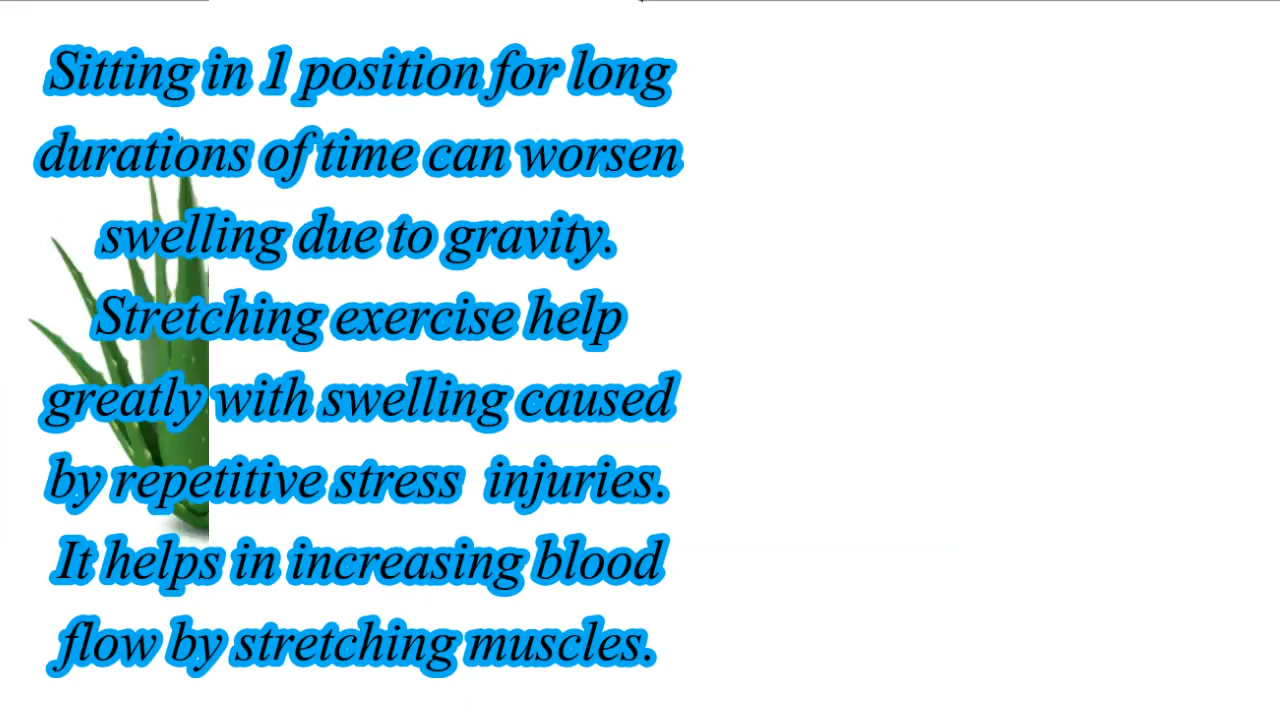 Sitting in 1 position for long
durations of time can worsen
swelling due to gravity.
Stretching exercise help
greatly with swelling caused
by repetitive stress  injuries.
It helps in increasing blood
flow by stretching muscles.